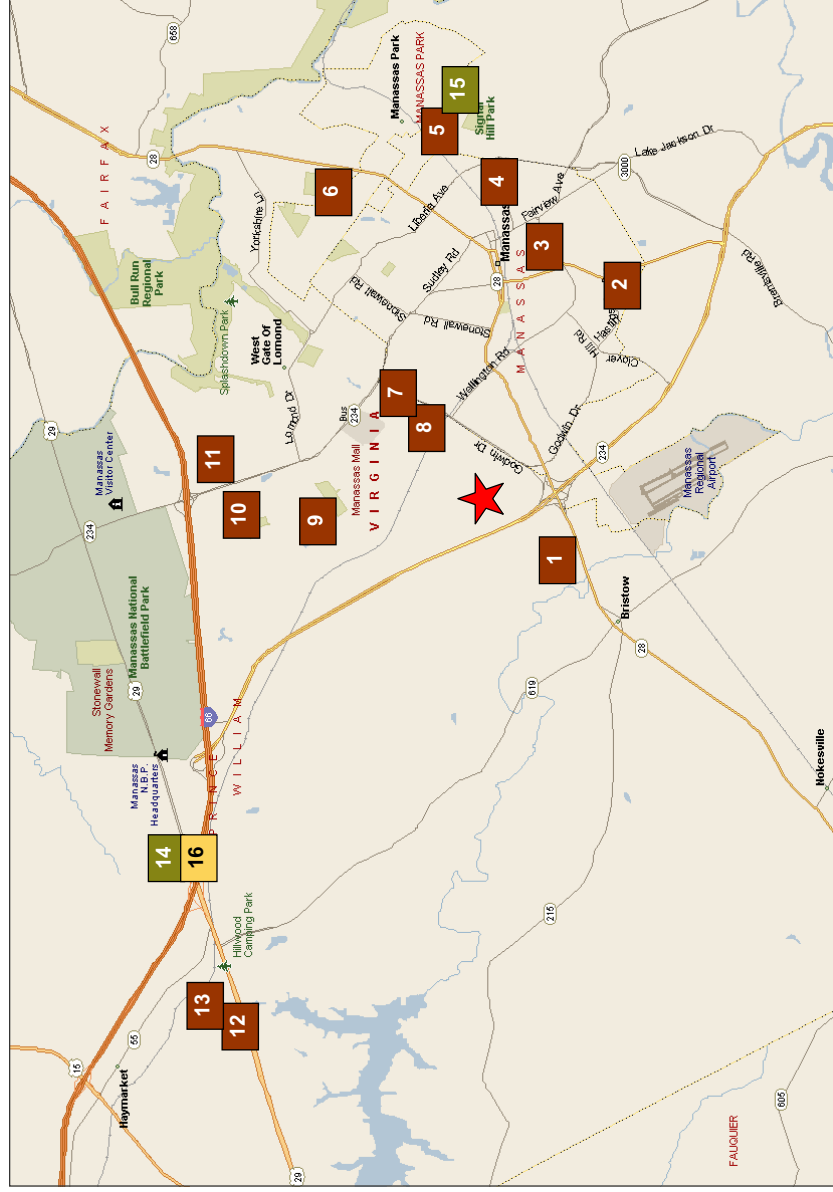 15
Haymarket
55
29
Manassas
N.B.P.
Headquarters
29
Stonewall
Memory Gardens
Manassas National
Battlefield Park
234
Manassas
Visitor Center
29
FAIRFAX
658
28
Bull Run
Regional
Park
14
16
13
12
Hillwood
Camping Park
29
66
PRINCE
WILLIAM
11
10
9
Splashdown Park
West
Gate Of
Lomond
Yorkshire Ln
Lomond Dr
6
Bus
234
Manassas Mall
VIRGINIA
7
8
Stonewall Rd
Liberia Ave
Sudley Rd
Manassas Park
MANASSAS PARK
5
15
Signal
Hill Park
Stonewall Rd
Wellington Rd
Godwin Dr
28
Manassas
4
MANASSAS
Fairview Ave
3
619
1
Godwin Dr
234
Hill Rd
Hastings
Clover
2
3000
Lake Jackson Dr
215
Bristow
28
Manassas
Regional
Airport
Brentsville Rd
FAUQUIER
605
Nokesville